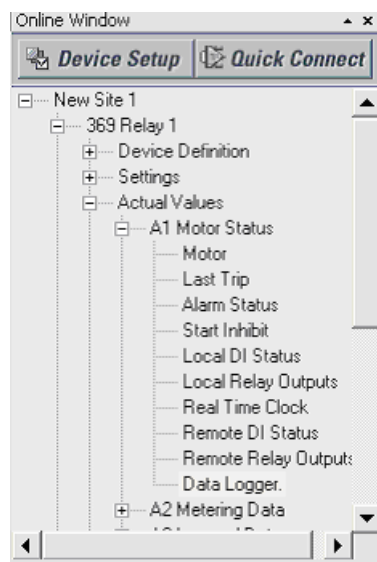 Online Window
Device Setup Quick Connect
New Site 1
369 Relay 1
Device Definition
Settings
Actual Values
A1 Motor Status
Motor
Last Trip
Alarm Status
Start Inhibit
Local DI Status
Local Relay Outputs
Real Time Clock
Remote DI Status
Remote Relay Outputs
Data Logger.
A2 Metering Data